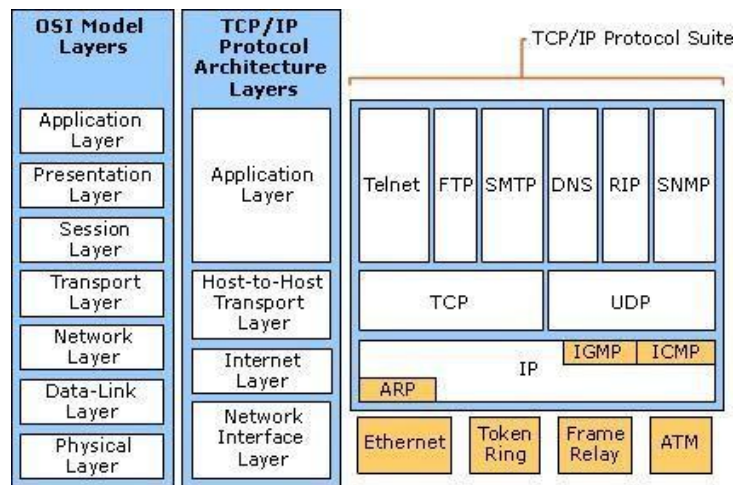 OSI Model
Layers
Application
Layer
Presentation
Layer
Session
Layer
Transport
Layer
Network
Layer
Data-Link
Layer
Physical
Layer
TCP/IP
Protocol
Architecture
Layers
Application
Layer
Host-to-Host
Transport
Layer
Internet
Layer
Network
Interface
Layer
TCP/IP Protocol Suite
Telnet
FTP
SMTP
DNS
RIP
SNMP
TCP
UDP
IP
IGMP
ICMP
ARP
Ethernet
Token
Ring
Frame
Relay
ATM